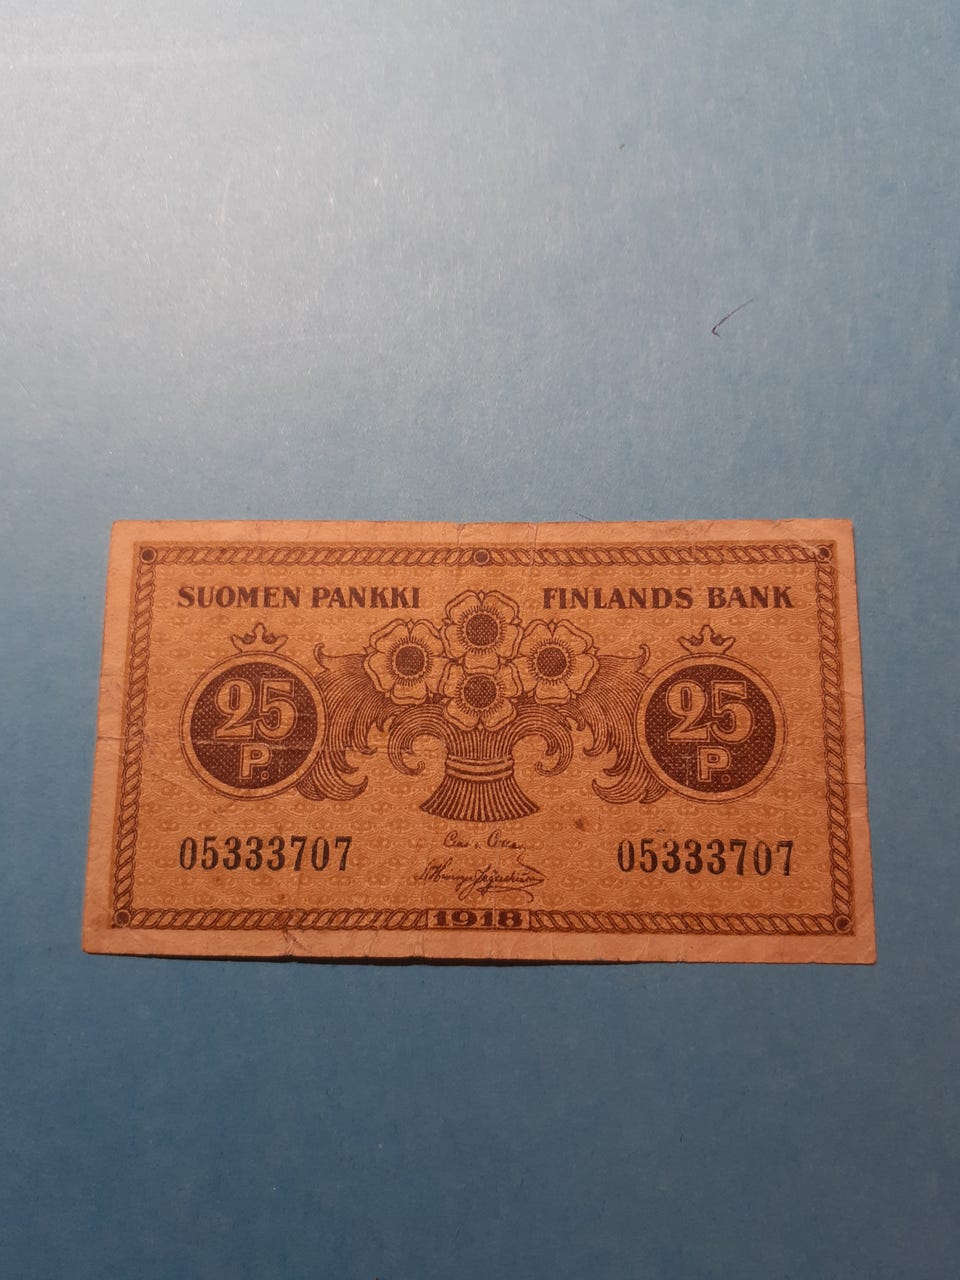 SUOMEN PANKKI FINLANDS BANK
25 25
P. P.
05333707 05333707
1918